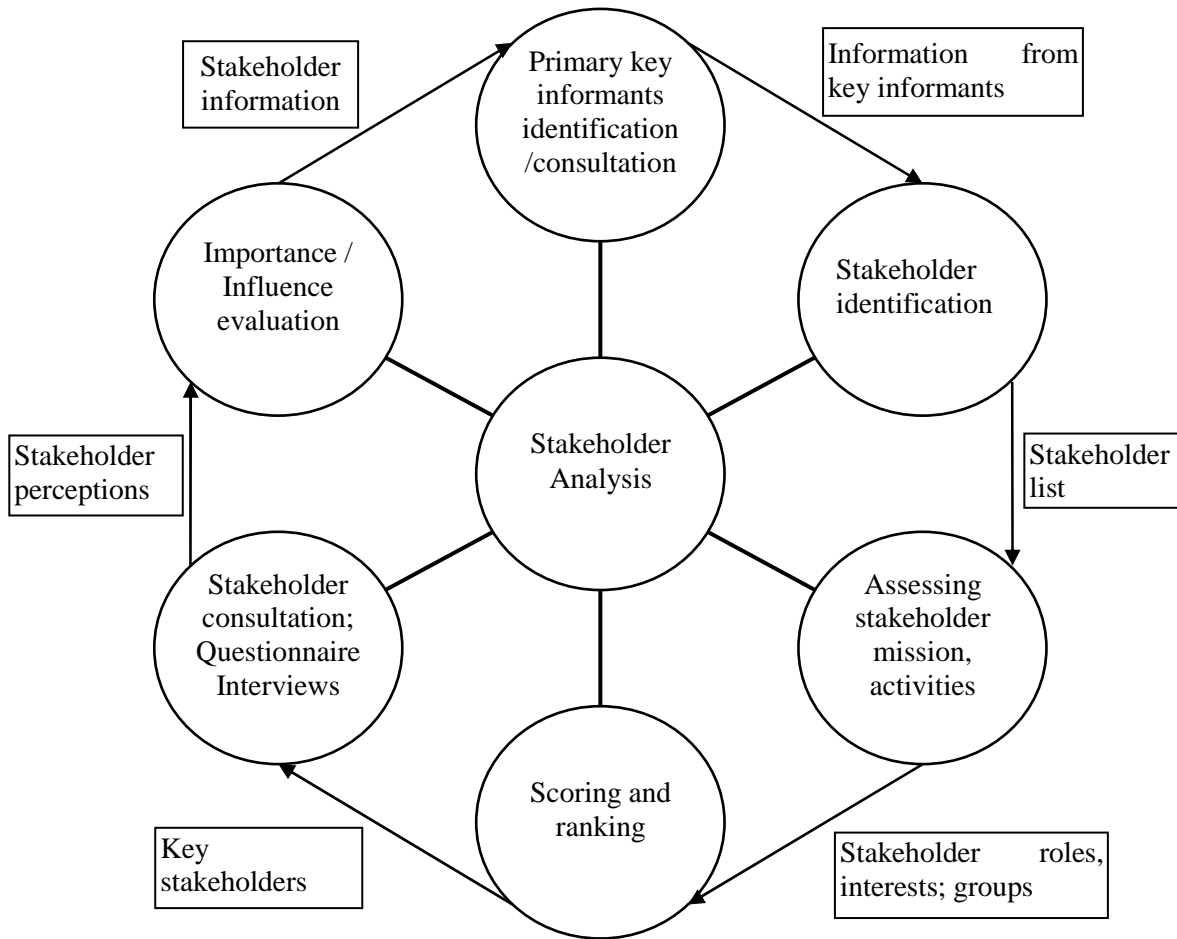 Stakeholder
information
Primary key
informants
identification
/consultation
Information from
key informants
Importance /
Influence
evaluation
Stakeholder
identification
Stakeholder
perceptions
Stakeholder
Analysis
Stakeholder
list
Stakeholder
consultation;
Questionnaire
Interviews
Assessing
stakeholder
mission,
activities
Scoring and
ranking
Key
stakeholders
Stakeholder roles,
interests; groups